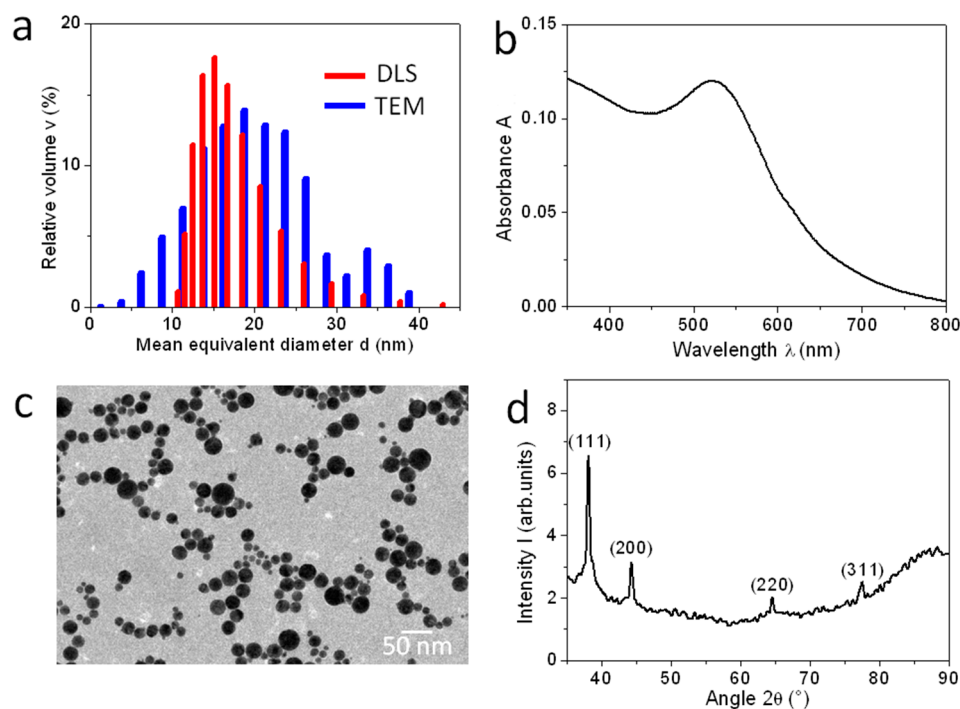 a
20
10
0
Relative volume v (%)
DLS
TEM
0 10 20 30 40
Mean equivalent diameter d (nm)
b
0.15
0.10
0.05
0.00
Absorbance A
400 500 600 700 800
Wavelength λ (nm)
c
50 nm
d
8
6
4
2
0
Intensity I (arb.units)
(111)
(200)
(220)
(311)
40 50 60 70 80 90
Angle 2θ (°)